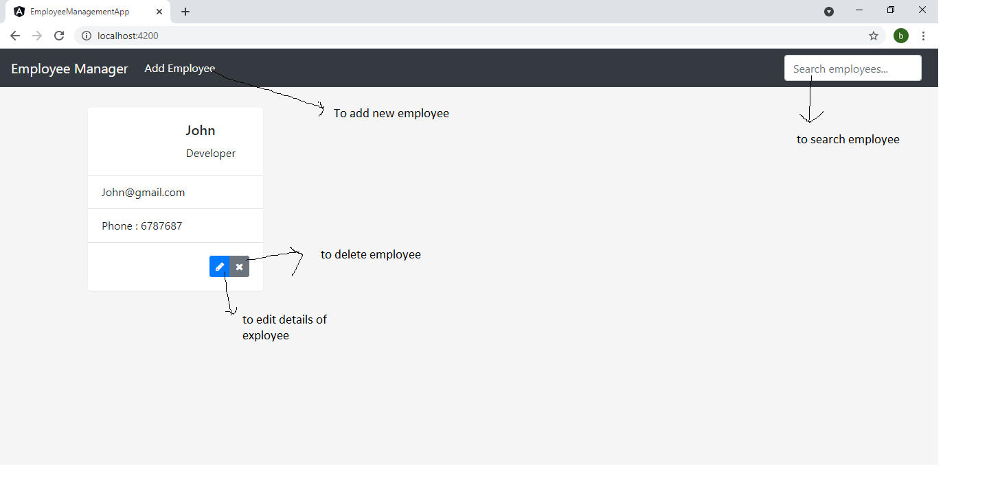 EmployeeManagementApp
localhost:4200
b
Employee Manager Add Employee Search employees...
To add new employee
to search employee
John
Developer
John@gmail.com
Phone : 6787687
to delete employee
to edit details of
exployee